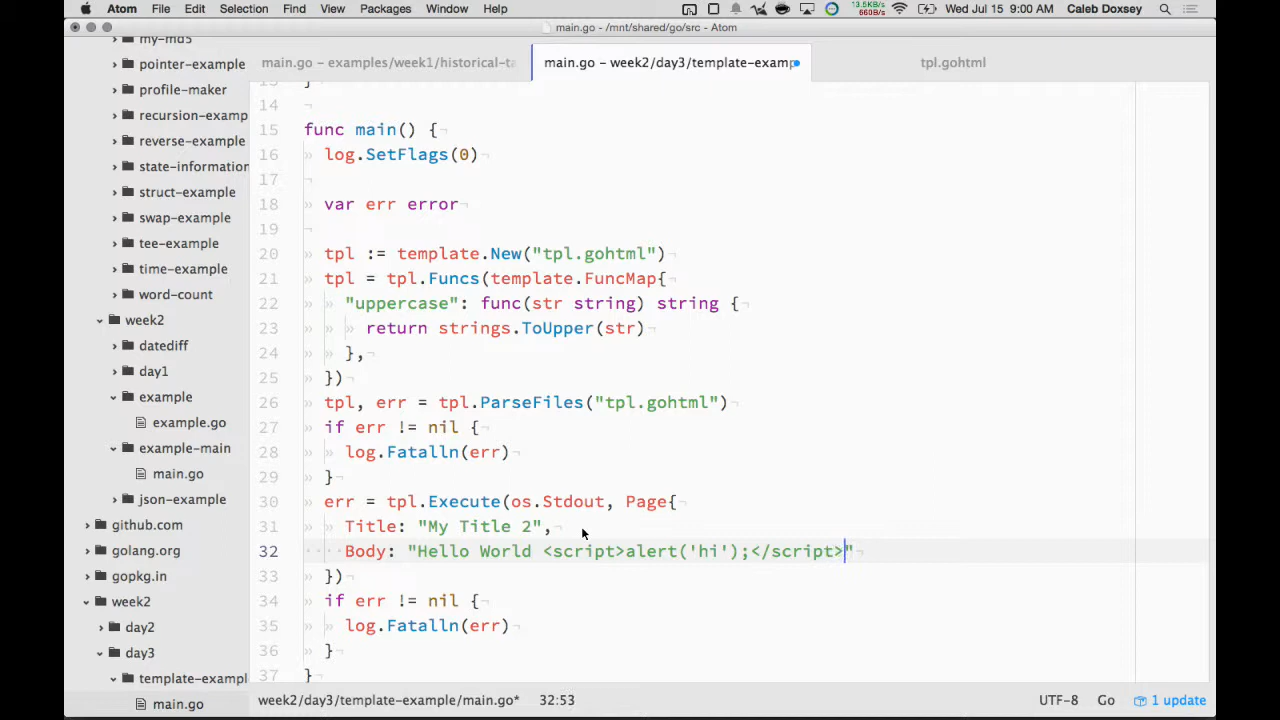 Atom File Edit Selection Find View Packages Window Help 13.5KB/s 660B/s Wed Jul 15 9:00 AM Caleb Doxsey
main.go - /mnt/shared/go/src - Atom
my-md5
pointer-example
profile-maker
recursion-examp
reverse-example
state-information
struct-example
swap-example
tee-example
time-example
word-count
week2
datediff
day1
example
example.go
example-main
main.go
json-example
github.com
golang.org
gopkg.in
week2
day2
day3
template-exampl
main.go
main.go – examples/week1/historical-ta
main.go – week2/day3/template-examp
tpl.gohtml
13 }
14
15 func main() {
16 log.SetFlags(0)
17
18 var err error
19
20 tpl := template.New("tpl.gohtml")
21 tpl = tpl.Funcs(template.FuncMap{
22 "uppercase": func(str string) string {
23 return strings.ToUpper(str)
24 },
25 })
26 tpl, err = tpl.ParseFiles("tpl.gohtml")
27 if err != nil {
28 log.Fatalln(err)
29 }
30 err = tpl.Execute(os.Stdout, Page{
31 Title: "My Title 2",
32 Body: "Hello World <script>alert('hi');</script>"
33 })
34 if err != nil {
35 log.Fatalln(err)
36 }
37 }
week2/day3/template-example/main.go* 32:53 UTF-8 Go 1 update